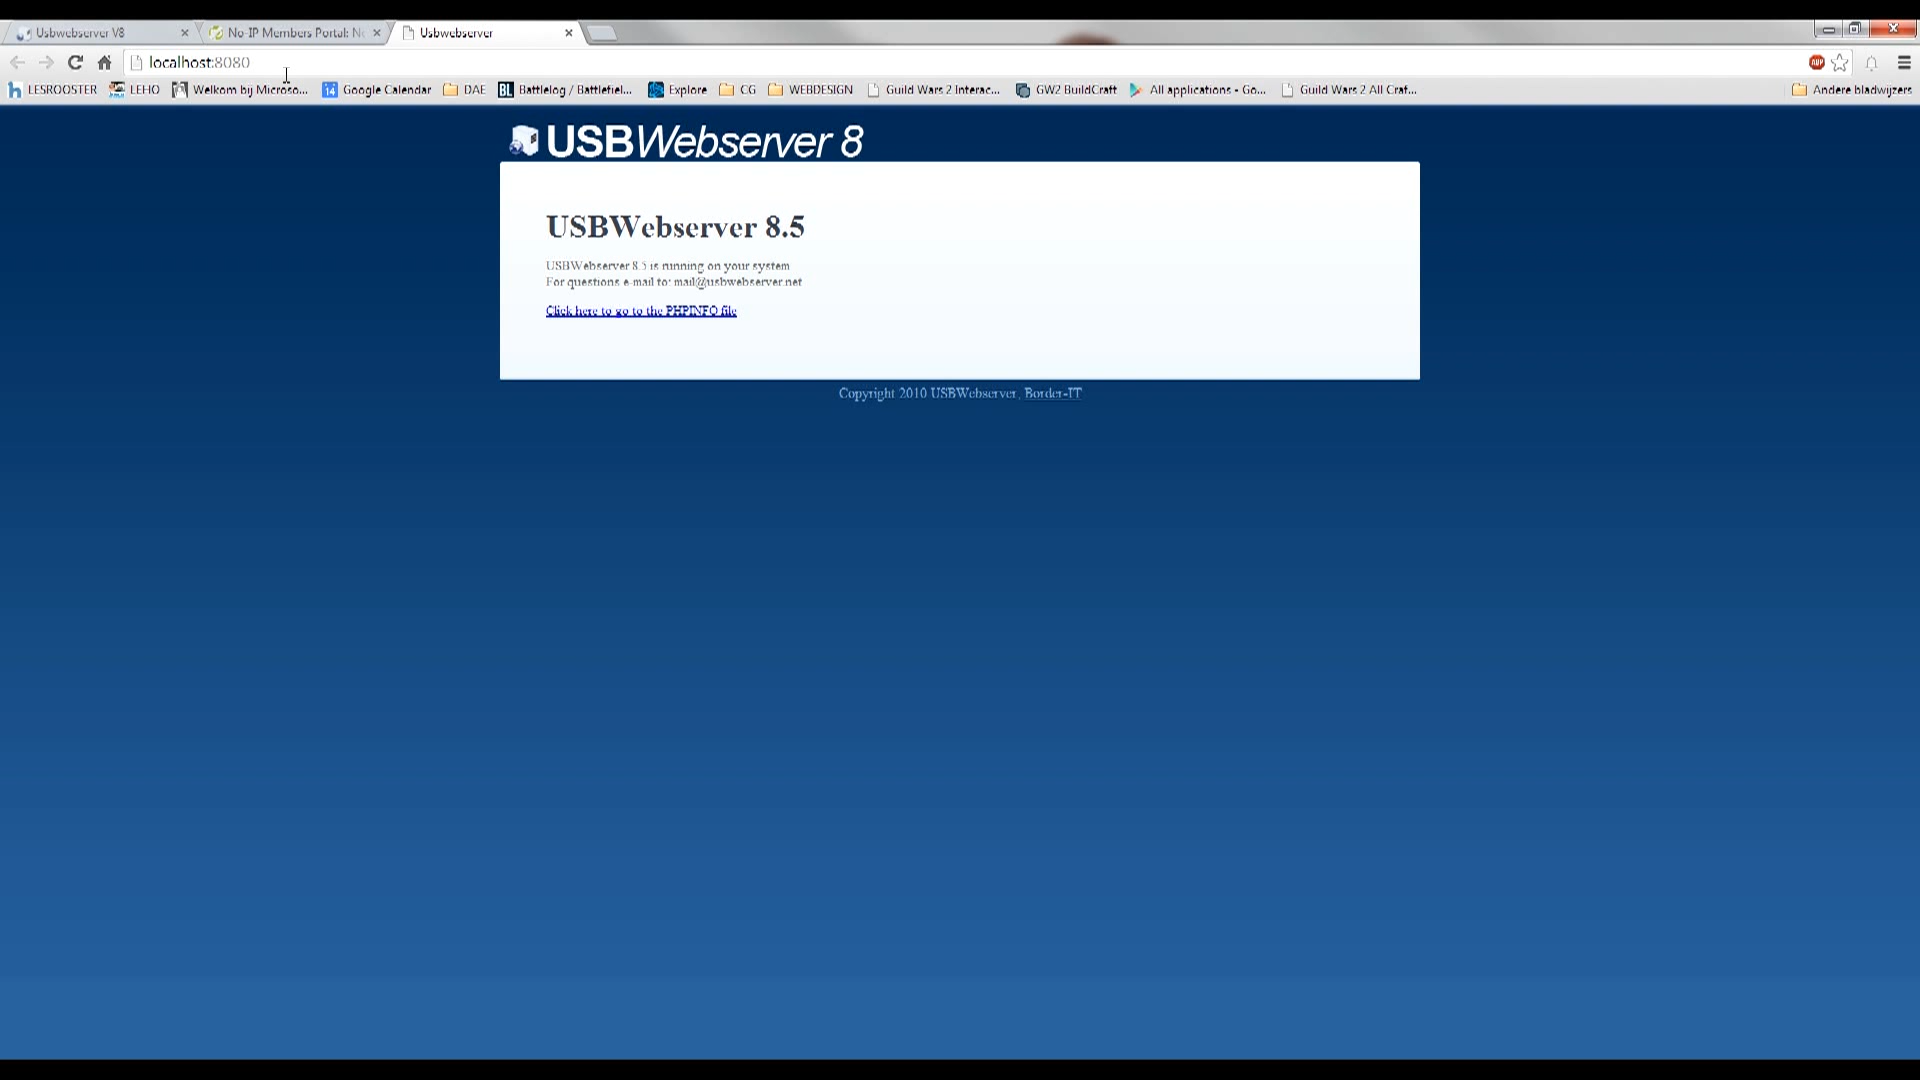 Usbwebserver V8
No-IP Members Portal: No
Usbwebserver
localhost:8080
LESROOSTER
LEHO
Welkom bij Microso...
Google Calendar
DAE
Battlelog / Battlefiel...
Explore
CG
WEBDESIGN
Guild Wars 2 Interac...
GW2 BuildCraft
All applications - Go...
Guild Wars 2 All Craf...
Andere bladwijzers
USBWebserver 8
USBWebserver 8.5
USBWebserver 8.5 is running on your system
For questions e-mail to: mail@usbwebserver.net
Click here to go to the PHPINFO file
Copyright 2010 USBWebserver, Border-IT